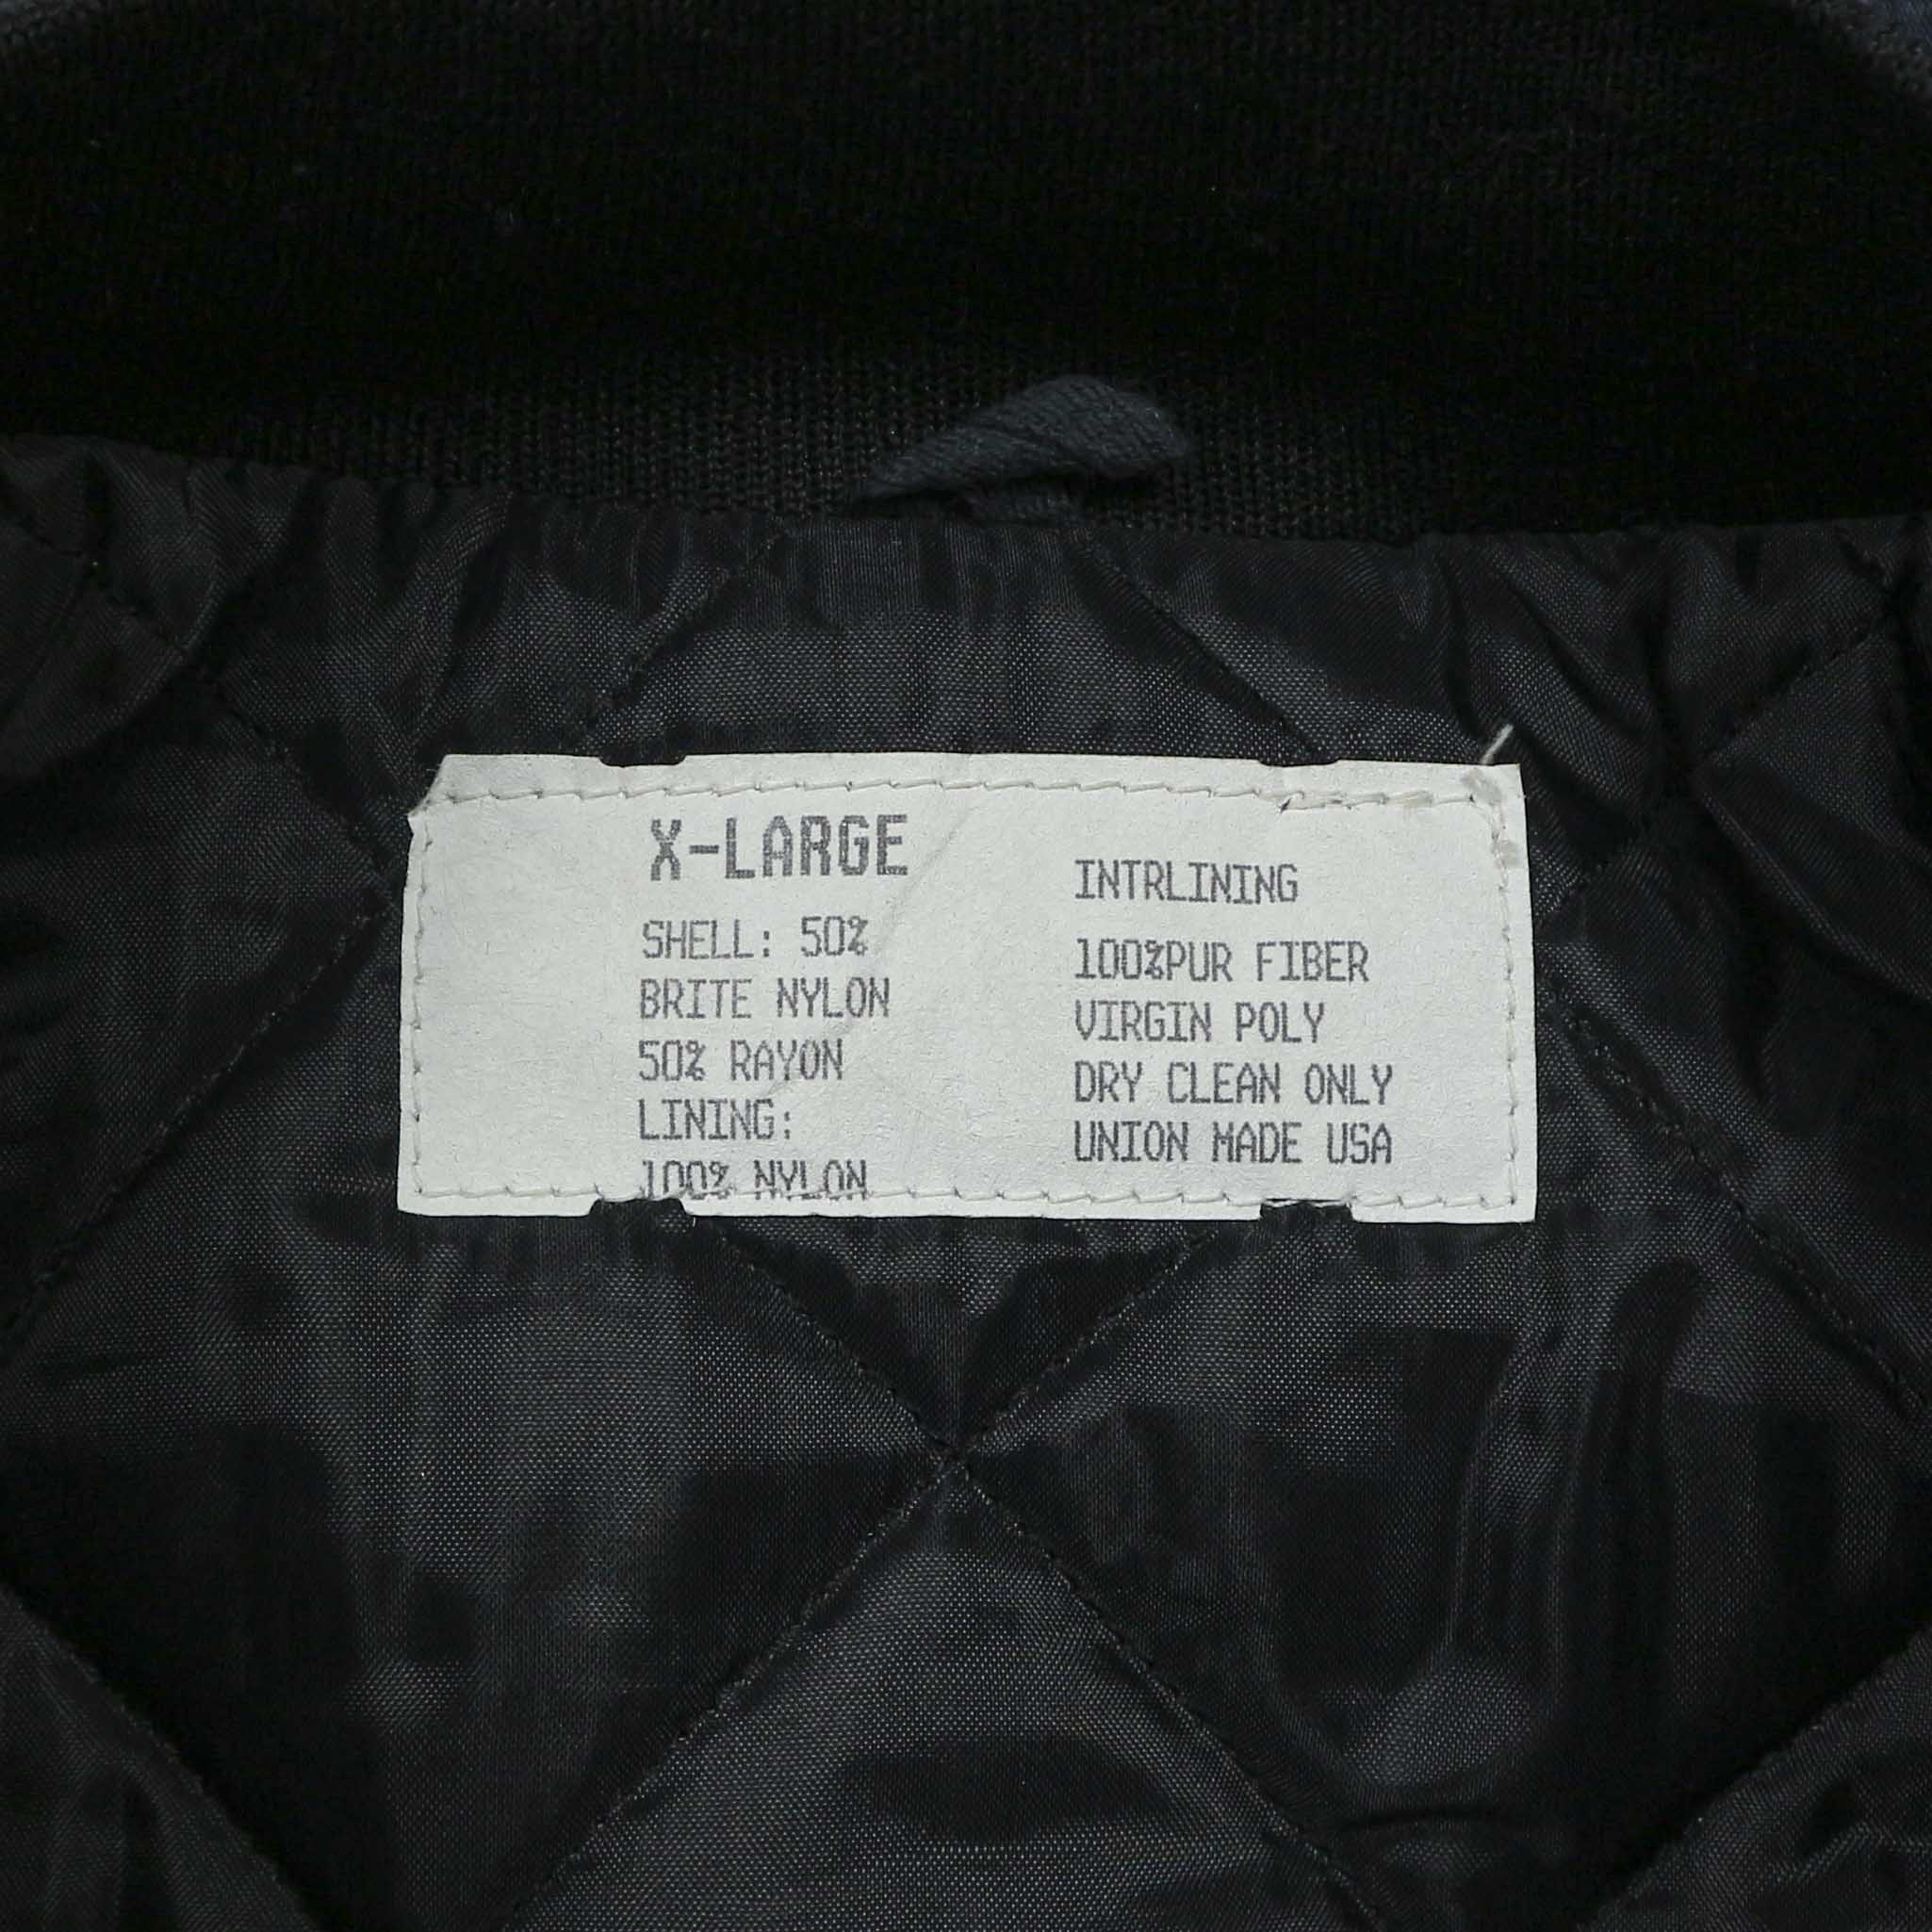 X-LARGE
SHELL: 50%
BRITE NYLON
50% RAYON
LINING:
100% NYLON
INTRLINING
100%PUR FIBER
VIRGIN POLY
DRY CLEAN ONLY
UNION MADE USA